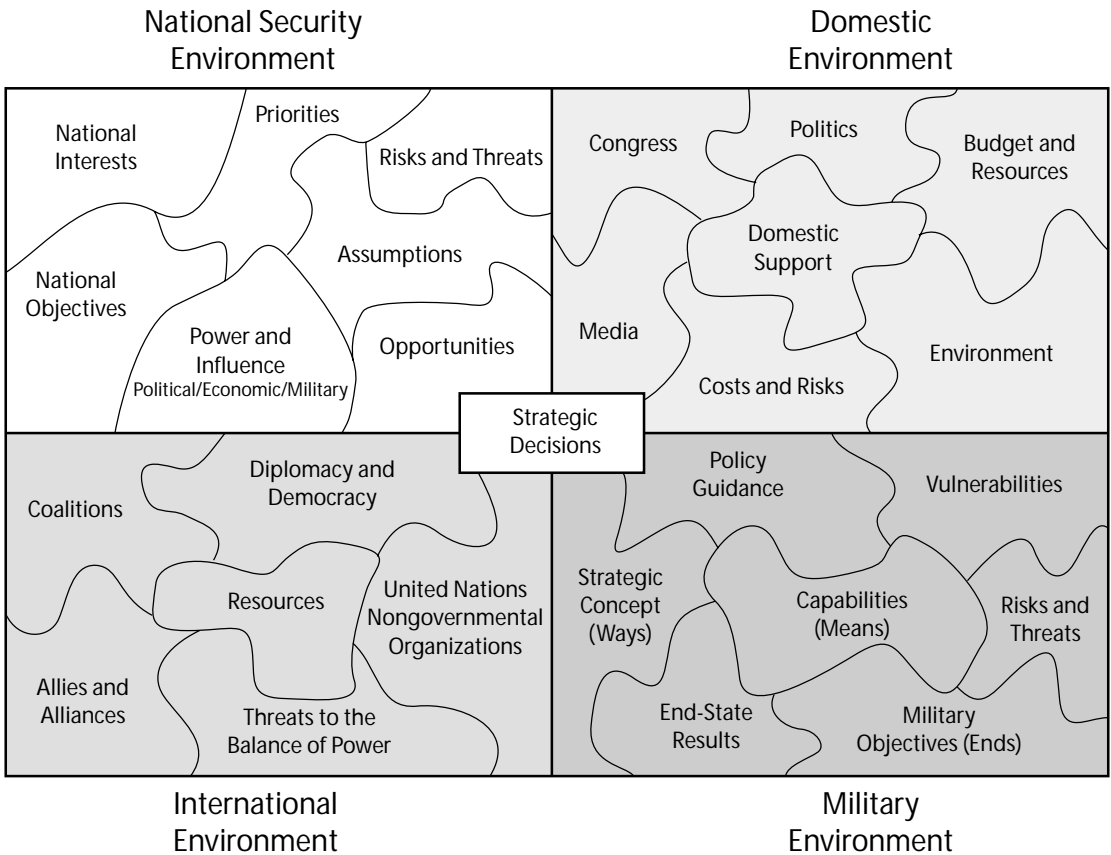 National Security
Environment
Domestic
Environment
National
Interests
Priorities
Risks and Threats
National
Objectives
Assumptions
Power and
Influence
Political/Economic/Military
Opportunities
Congress
Politics
Budget and
Resources
Domestic
Support
Media
Costs and Risks
Environment
Strategic
Decisions
Coalitions
Diplomacy and
Democracy
Resources
United Nations
Nongovernmental
Organizations
Allies and
Alliances
Threats to the
Balance of Power
Policy
Guidance
Vulnerabilities
Strategic
Concept
(Ways)
Capabilities
(Means)
Risks and
Threats
End-State
Results
Military
Objectives (Ends)
International
Environment
Military
Environment